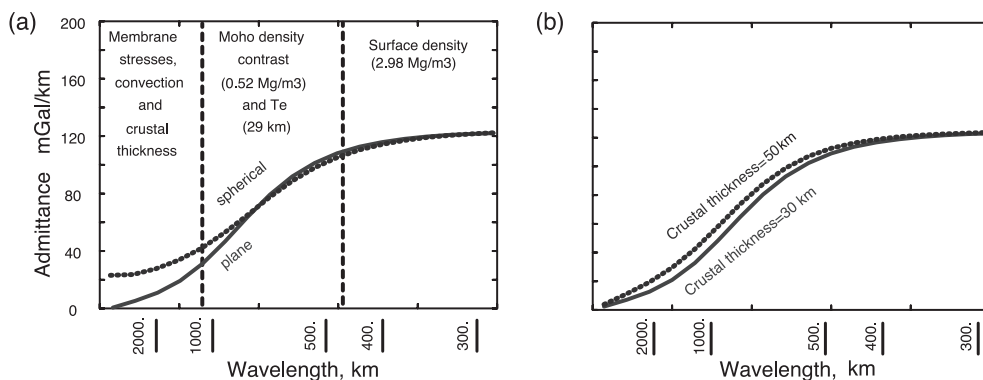 (a)
200
160
120
80
40
0
Admittance mGal/km
Membrane
stresses,
convection
and
crustal
thickness
Moho density
contrast
(0.52 Mg/m3)
and Te
(29 km)
Surface density
(2.98 Mg/m3)
spherical
plane
2000.
1000.
500.
400.
300.
Wavelength, km
(b)
Crustal thickness=50km
Crustal thickness=30 km
2000.
1000.
500.
400.
300.
Wavelength, km